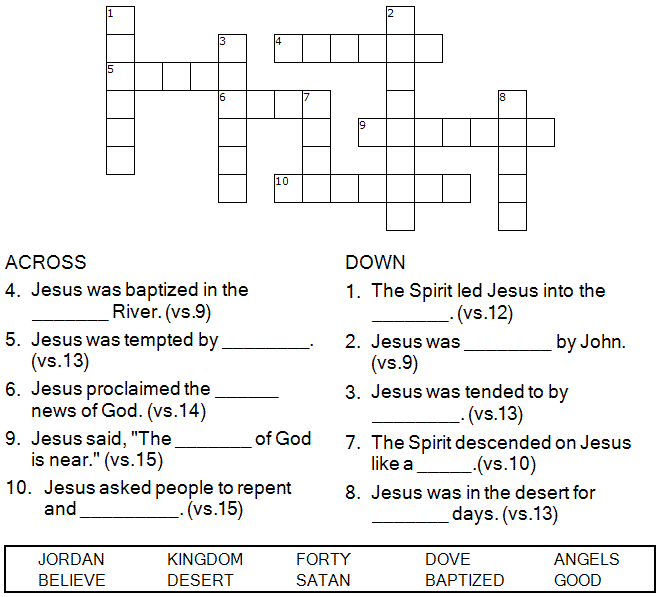 1
2
3
4
5
6
7
8
9
10
ACROSS
4. Jesus was baptized in the
_______ River. (vs.9)
5. Jesus was tempted by ________.
(vs.13)
6. Jesus proclaimed the ______
news of God. (vs.14)
9. Jesus said, "The _______ of God
is near." (vs.15)
10. Jesus asked people to repent
and _________. (vs.15)
DOWN
1. The Spirit led Jesus into the
_______. (vs.12)
2. Jesus was ________ by John.
(vs.9)
3. Jesus was tended to by
________. (vs.13)
7. The Spirit descended on Jesus
like a _____.(vs.10)
8. Jesus was in the desert for
_______ days. (vs.13)
JORDAN KINGDOM FORTY DOVE ANGELS
BELIEVE DESERT SATAN BAPTIZED GOOD